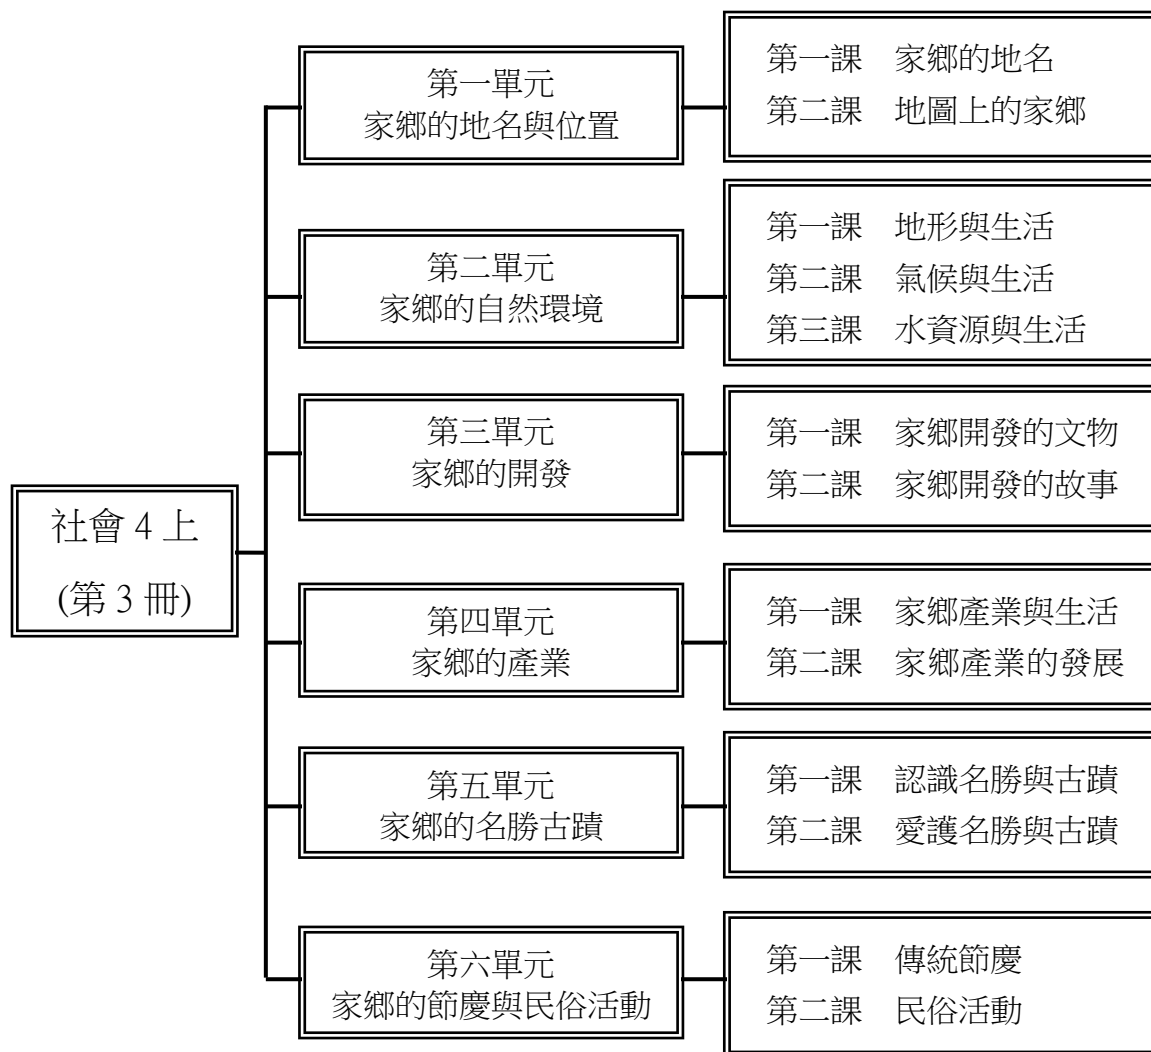 社會 4 上
(第 3 冊)
第一單元
家鄉的地名與位置
第一課 家鄉的地名
第二課 地圖上的家鄉
第二單元
家鄉的自然環境
第一課 地形與生活
第二課 氣候與生活
第三課 水資源與生活
第三單元
家鄉的開發
第一課 家鄉開發的文物
第二課 家鄉開發的故事
第四單元
家鄉的產業
第一課 家鄉產業與生活
第二課 家鄉產業的發展
第五單元
家鄉的名勝古蹟
第一課 認識名勝與古蹟
第二課 愛護名勝與古蹟
第六單元
家鄉的節慶與民俗活動
第一課 傳統節慶
第二課 民俗活動